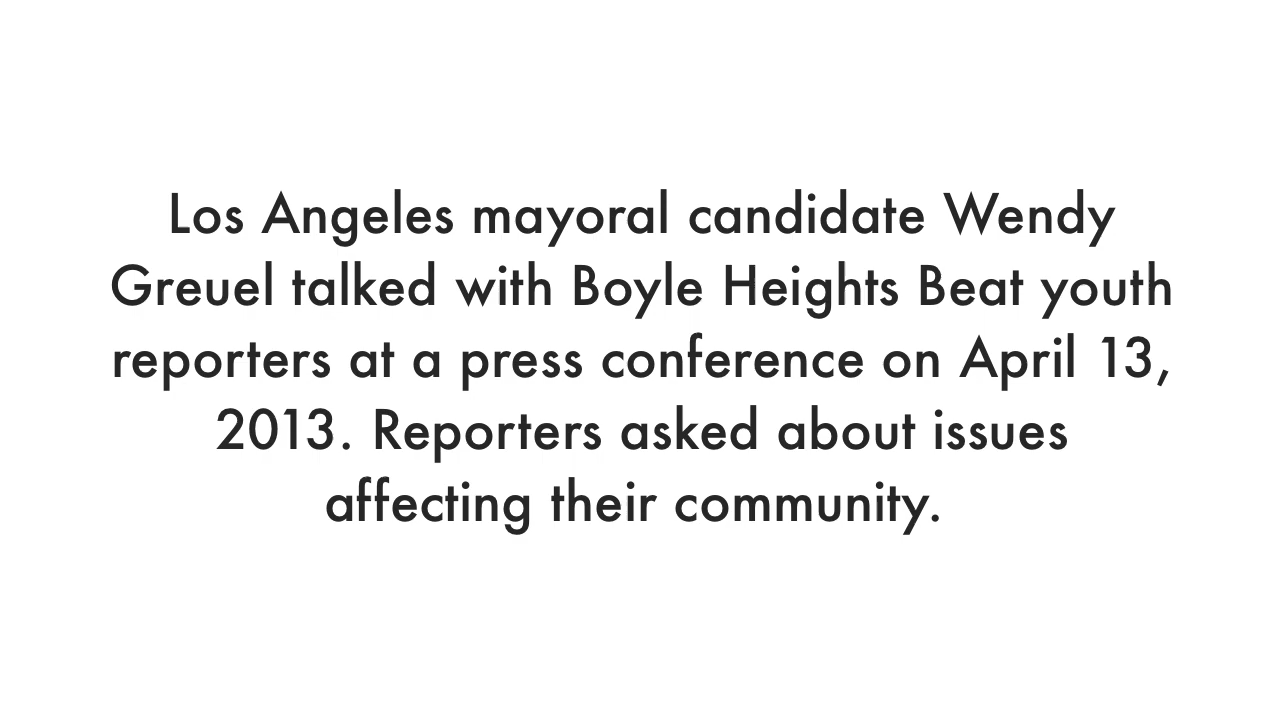 Los Angeles mayoral candidate Wendy
Greuel talked with Boyle Heights Beat youth
reporters at a press conference on April 13,
2013. Reporters asked about issues
affecting their community.